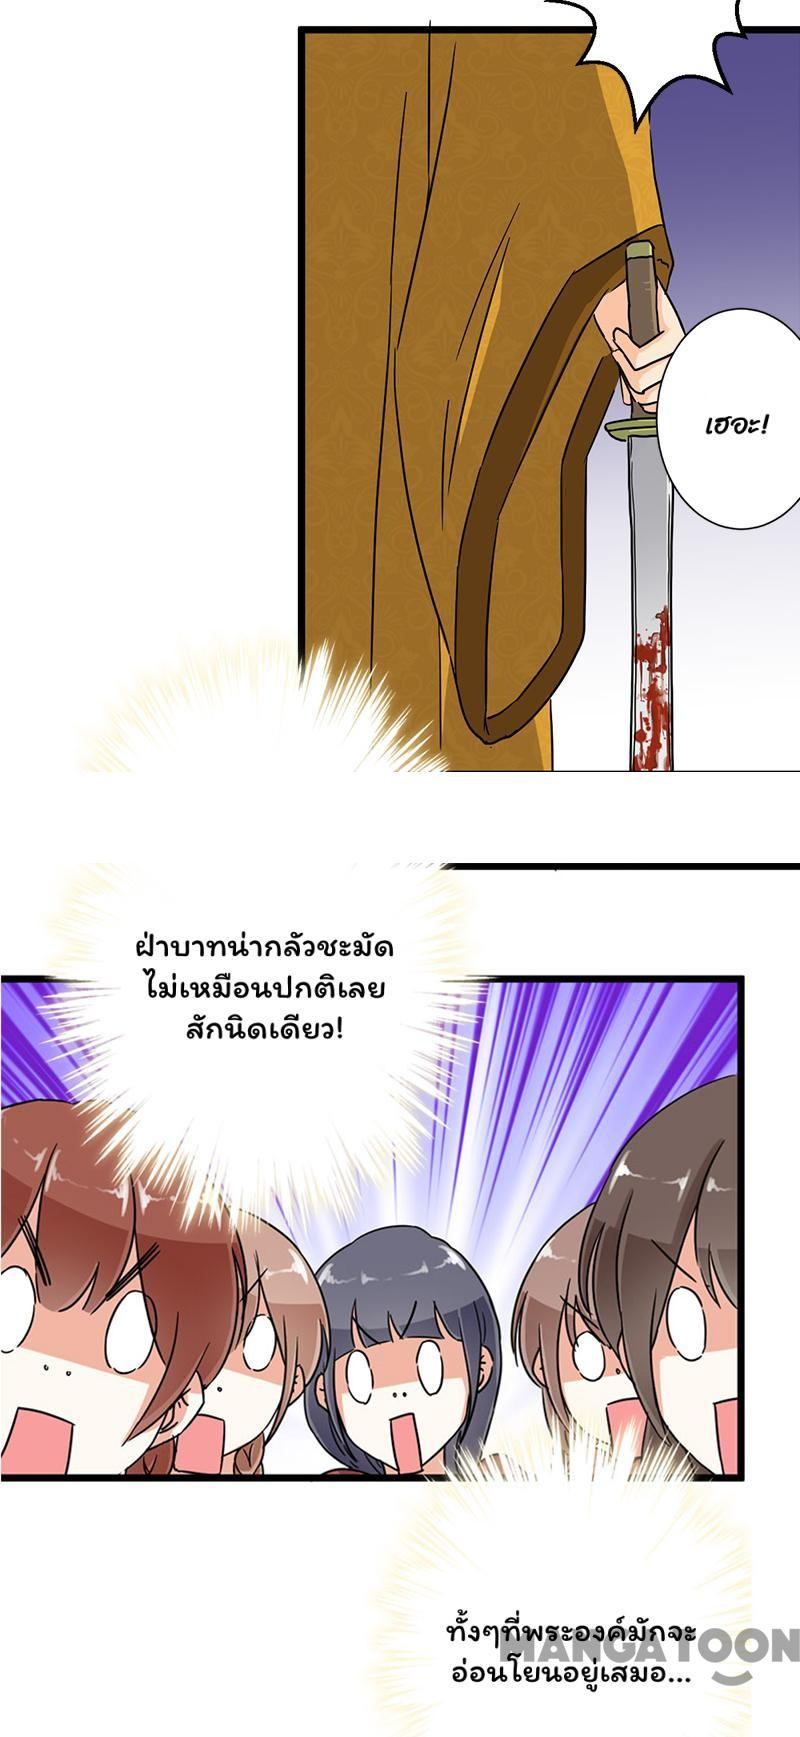 เฮอะ!
ฝ่าบาทน่ากลัวชะมัด
ไม่เหมือนปกติเลย
สักนิดเดียว!
ทั้งๆที่พระองค์มักจะ
อ่อนโยนอยู่เสมอ...
MANGATOON